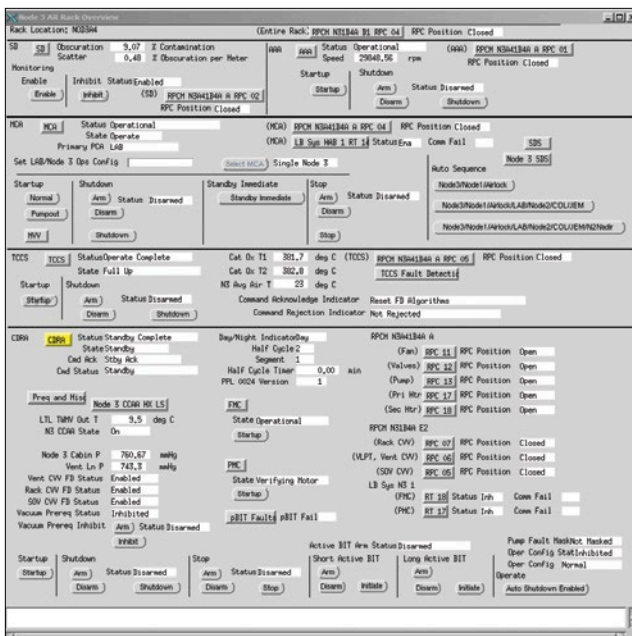 Node 3 AR Rack Overview
Rack Location: NOD3A4 (Entire Rack) RPCM N31B4A B1 RPC 04 RPC Position Closed
SD SD Obscuration 9,07 % Contamination
Scatter 0,48 % Obscuration per Meter
Monitoring
Enable Inhibit Status Enabled
Enable Inhibit (SD) RPCM N3A41B4A A RPC 02
RPC Position Closed
AAA AAA Status Operational (AAA) RPCM N3A41B4A A RPC 01
Speed 29848,56 rpm RPC Position Closed
Startup Shutdown
Startup Arm Status Disarmed
Disarm Shutdown
MCA MCA Status Operational (MCA) RPCM N3A41B4A A RPC 04 RPC Position Closed
State Operate (MCA) LB Sys HAB 1 RT 14 Status Ena Comm Fail SDS
Primary PCA LAB Node 3 SDS
Set LAB/Node 3 Ops Config Select MCA Single Node 3 Auto Sequence
Startup Shutdown Standby Immediate Stop Node3/Node1/Airlock
Normal Arm Status Disarmed Standby Immediate Arm Status Disarmed
Pumpout Disarm Disarm Node3/Node1/Airlock/LAB/Node2/COL/JEM
HVV Shutdown Stop Node3/Node1/Airlock/LAB/Node2/COL/JEM/N2Nadir
TCCS TCCS Status Operate Complete Cat Ox T1 381,7 deg C (TCCS) RPCM N3A41B4A A RPC 05 RPC Position Closed
State Full Up Cat Ox T2 382,0 deg C TCCS Fault Detectio
N3 Avg Air T 23 deg C
Startup Shutdown
Startup Arm Status Disarmed Command Acknowledge Indicator Reset FD Algorithms
Disarm Shutdown Command Rejection Indicator Not Rejected
CDRA CDRA Status Standby Complete Day/Night Indicator Day RPCM N3A41B4A A
State Standby Half Cycle 2 (Fan) RPC 11 RPC Position Open
Cmd Ack Stby Ack Segment 1 (Valves) RPC 12 RPC Position Open
Cmd Status Standby Half Cycle Timer 0,00 min (Pump) RPC 13 RPC Position Open
PPL 0024 Version 1 (Pri Htr) RPC 17 RPC Position Open
Preq and Misc Node 3 CCAA HX LS FMC (Sec Htr) RPC 18 RPC Position Open
LTL TWMV Out T 9,5 deg C State Operational RPCM N31B4A E2
N3 CCAA State On Startup (Rack CVV) RPC 07 RPC Position Closed
Node 3 Cabin P 760,67 mmHg PMC (VLPT, Vent CVV) RPC 06 RPC Position Closed
Vent Ln P 743,3 mmHg State Verifying Motor (SOV CVV) RPC 05 RPC Position Closed
Vent CVV FD Status Enabled Startup LB Sys N3 1
Rack CVV FD Status Enabled (FMC) RT 18 Status Inh Comm Fail
SOV CVV FD Status Enabled (PMC) RT 17 Status Inh Comm Fail
Vacuum Prereq Status Inhibited pBIT Faults pBIT Fail
Vacuum Prereq Inhibit Arm Status Disarmed
Inhibit
Active BIT Arm Status Disarmed Pump Fault Mask Not Masked
Oper Config Stat Inhibited
Oper Config Normal
Startup Shutdown Stop Short Active BIT Long Active BIT Operate
Startup Arm Status Disarmed Arm Status Disarmed Arm Arm
Disarm Shutdown Disarm Stop Disarm Initiate Disarm Initiate Auto Shutdown Enabled